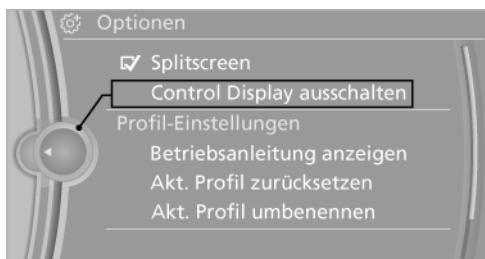 Optionen
Splitscreen
Control Display ausschalten
Profil-Einstellungen
Betriebsanleitung anzeigen
Akt. Profil zurücksetzen
Akt. Profil umbenennen